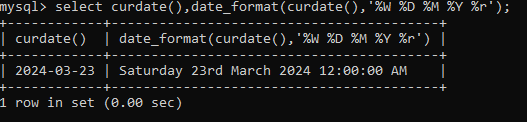 mysql> select curdate(),date_format(curdate(),'%W %D %M %Y %r');
+------------+-----------------------------------------+
| curdate()  | date_format(curdate(),'%W %D %M %Y %r') |
+------------+-----------------------------------------+
| 2024-03-23 | Saturday 23rd March 2024 12:00:00 AM    |
+------------+-----------------------------------------+
1 row in set (0.00 sec)